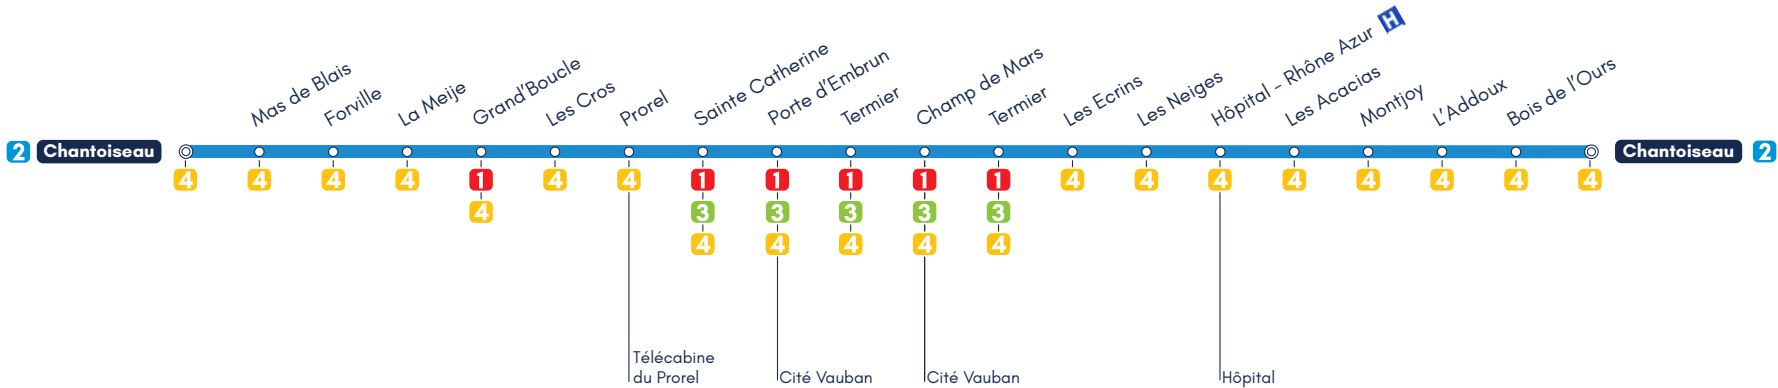 Mas de Blais
Forville
La Meije
Grand'Boucle
Les Cros
Prorel
Sainte Catherine
Porte d'Embrun
Termier
Champ de Mars
Termier
Les Ecrins
Les Neiges
Hôpital - Rhône Azur H
Les Acacias
Montjoy
L'Addoux
Bois de l'Ours
2 Chantoiseau
Chantoiseau 2
4 4 4 4 1 4 4 1 1 1 1 1 4 4 4 4 4 4 4 4
4 3 3 3 3 3
4 4 4 4 4
Télécabine
du Prorel
Cité Vauban
Cité Vauban
Hôpital